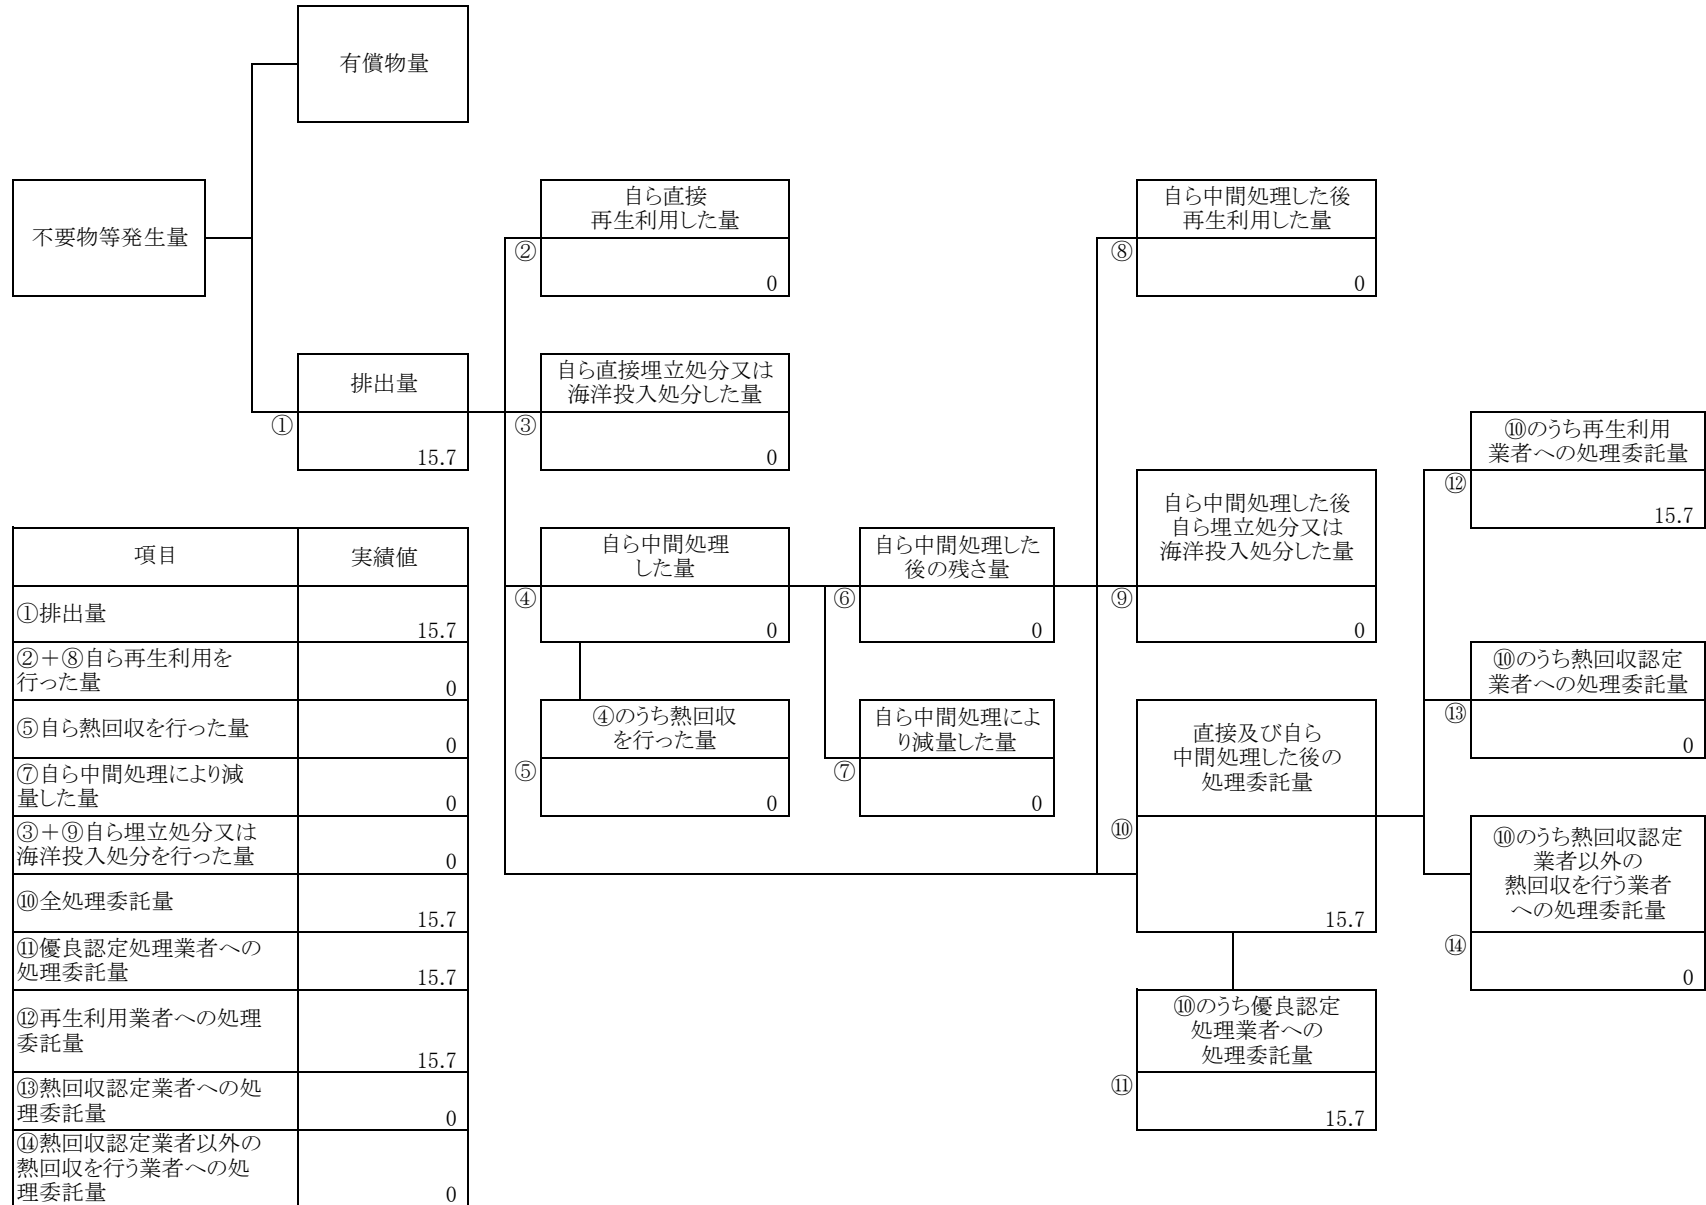 有償物量
不要物等発生量
自ら直接
再生利用した量
②
0
自ら中間処理した後
再生利用した量
⑧
0
排出量
①
15.7
自ら直接埋立処分又は
海洋投入処分した量
③
0
⑩のうち再生利用
業者への処理委託量
⑫
15.7
自ら中間処理した後
自ら埋立処分又は
海洋投入処分した量
⑨
0
自ら中間処理
した量
④
0
自ら中間処理した
後の残さ量
⑥
0
⑩のうち熱回収認定
業者への処理委託量
⑬
0
④のうち熱回収
を行った量
⑤
0
自ら中間処理によ
り減量した量
⑦
0
直接及び自ら
中間処理した後の
処理委託量
⑩
15.7
⑩のうち熱回収認定
業者以外の
熱回収を行う業者
への処理委託量
⑭
0
⑩のうち優良認定
処理業者への
処理委託量
⑪
15.7
項目 実績値
①排出量
15.7
②＋⑧自ら再生利用を
行った量
0
⑤自ら熱回収を行った量
0
⑦自ら中間処理により減
量した量
0
③＋⑨自ら埋立処分又は
海洋投入処分を行った量
0
⑩全処理委託量
15.7
⑪優良認定処理業者への
処理委託量
15.7
⑫再生利用業者への処理
委託量
15.7
⑬熱回収認定業者への処
理委託量
0
⑭熱回収認定業者以外の
熱回収を行う業者への処
理委託量
0